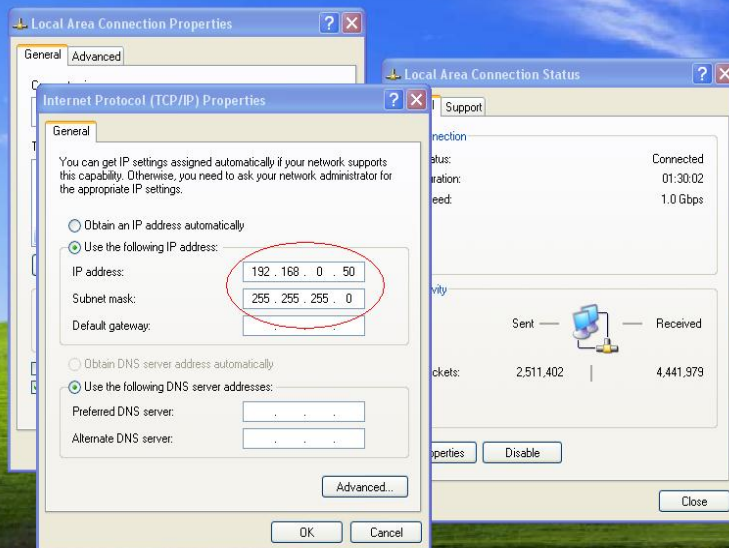 Local Area Connection Properties
General Advanced
Internet Protocol (TCP/IP) Properties
General
You can get IP settings assigned automatically if your network supports
this capability. Otherwise, you need to ask your network administrator for
the appropriate IP settings.
Obtain an IP address automatically
Use the following IP address:
IP address: 192 . 168 . 0 . 50
Subnet mask: 255 . 255 . 255 . 0
Default gateway: . . .
Obtain DNS server address automatically
Use the following DNS server addresses:
Preferred DNS server: . . .
Alternate DNS server: . . .
Advanced...
OK Cancel
Local Area Connection Status
Support
nection
atus: Connected
ration: 01:30:02
eed: 1.0 Gbps
vity
Sent Received
ckets: 2,511,402 4,441,979
operties Disable
Close